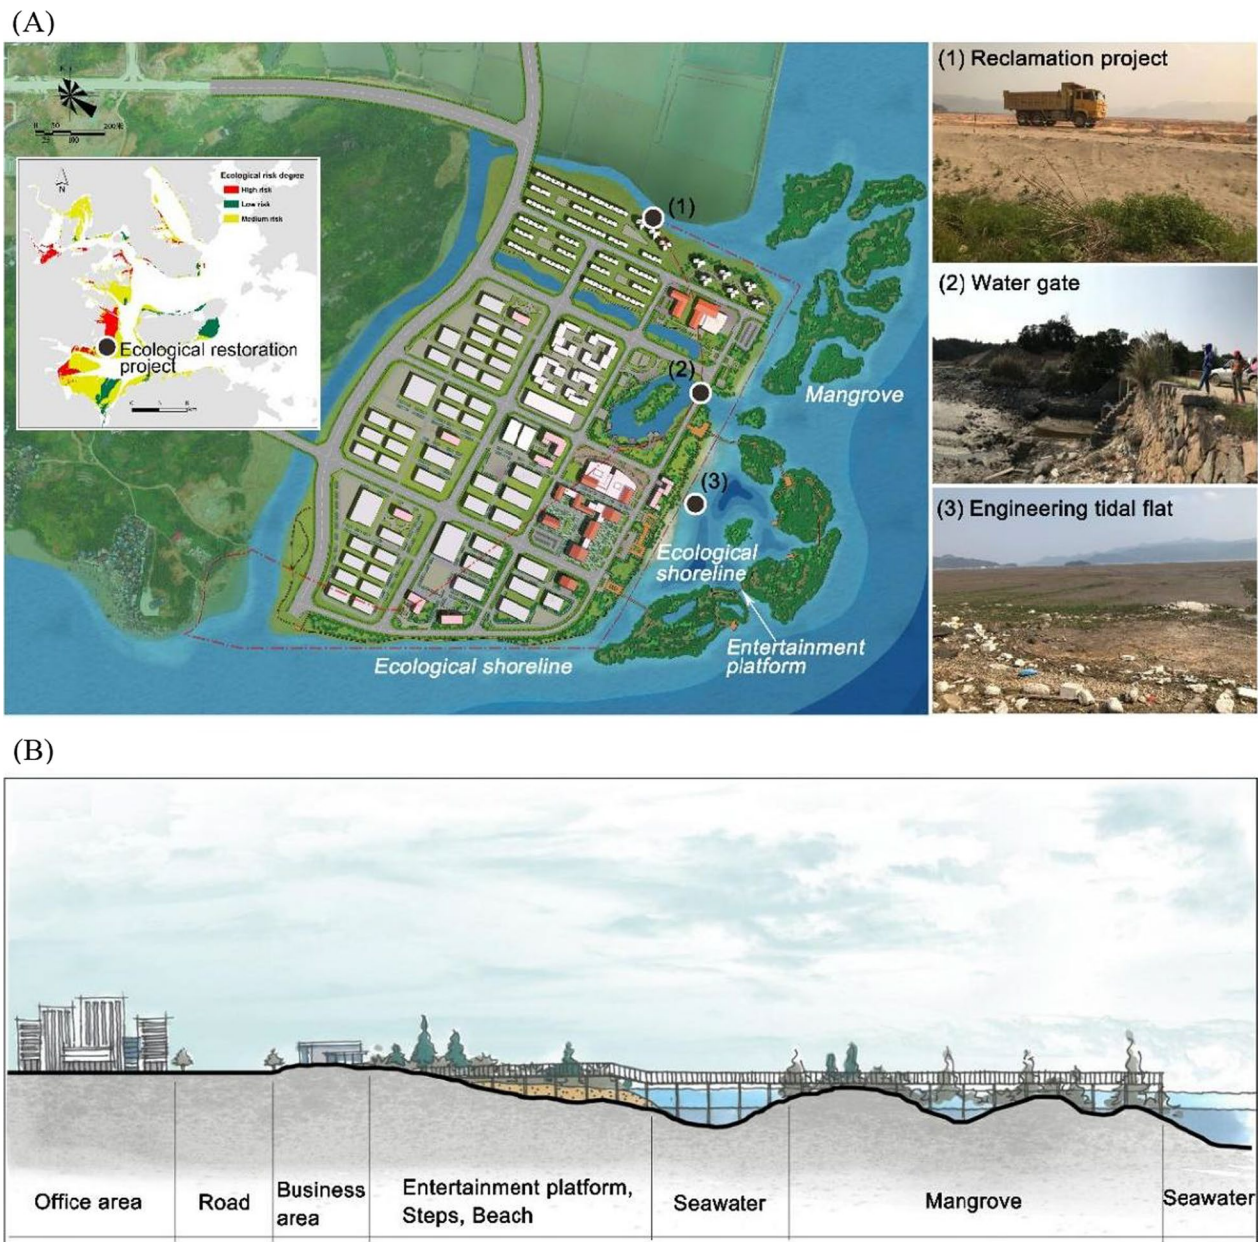 (A)
N
Ecological risk degree
High risk
Low risk
Medium risk
Ecological restoration
project
(1)
(2)
(3)
Mangrove
Ecological
shoreline
Entertainment
platform
Ecological shoreline
(1) Reclamation project
(2) Water gate
(3) Engineering tidal flat
(B)
Office area
Road
Business
area
Entertainment platform,
Steps, Beach
Seawater
Mangrove
Seawater